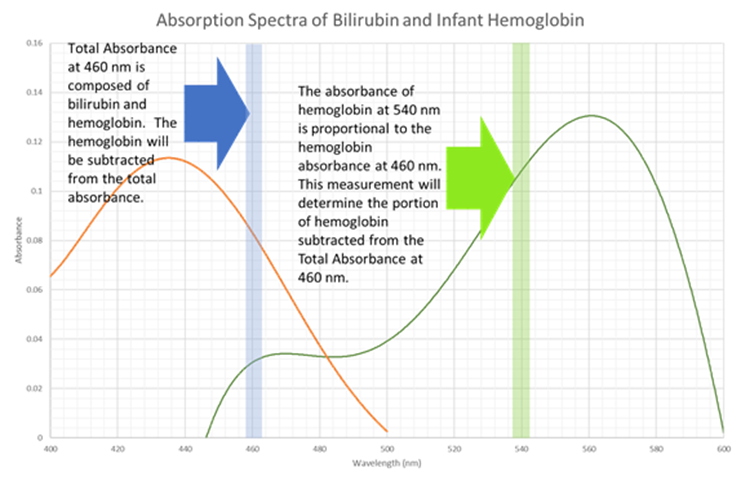 Absorption Spectra of Bilirubin and Infant Hemoglobin
0.16
0.14
0.12
0.1
0.08
0.06
0.04
0.02
0
Absorbance
Total Absorbance
at 460 nm is
composed of
bilirubin and
hemoglobin. The
hemoglobin will
be subtracted
from the total
absorbance.
The absorbance of
hemoglobin at 540 nm
is proportional to the
hemoglobin
absorbance at 460 nm.
This measurement will
determine the portion
of hemoglobin
subtracted from the
Total Absorbance at
460 nm.
400 420 440 460 480 500 520 540 560 580 600
Wavelength (nm)